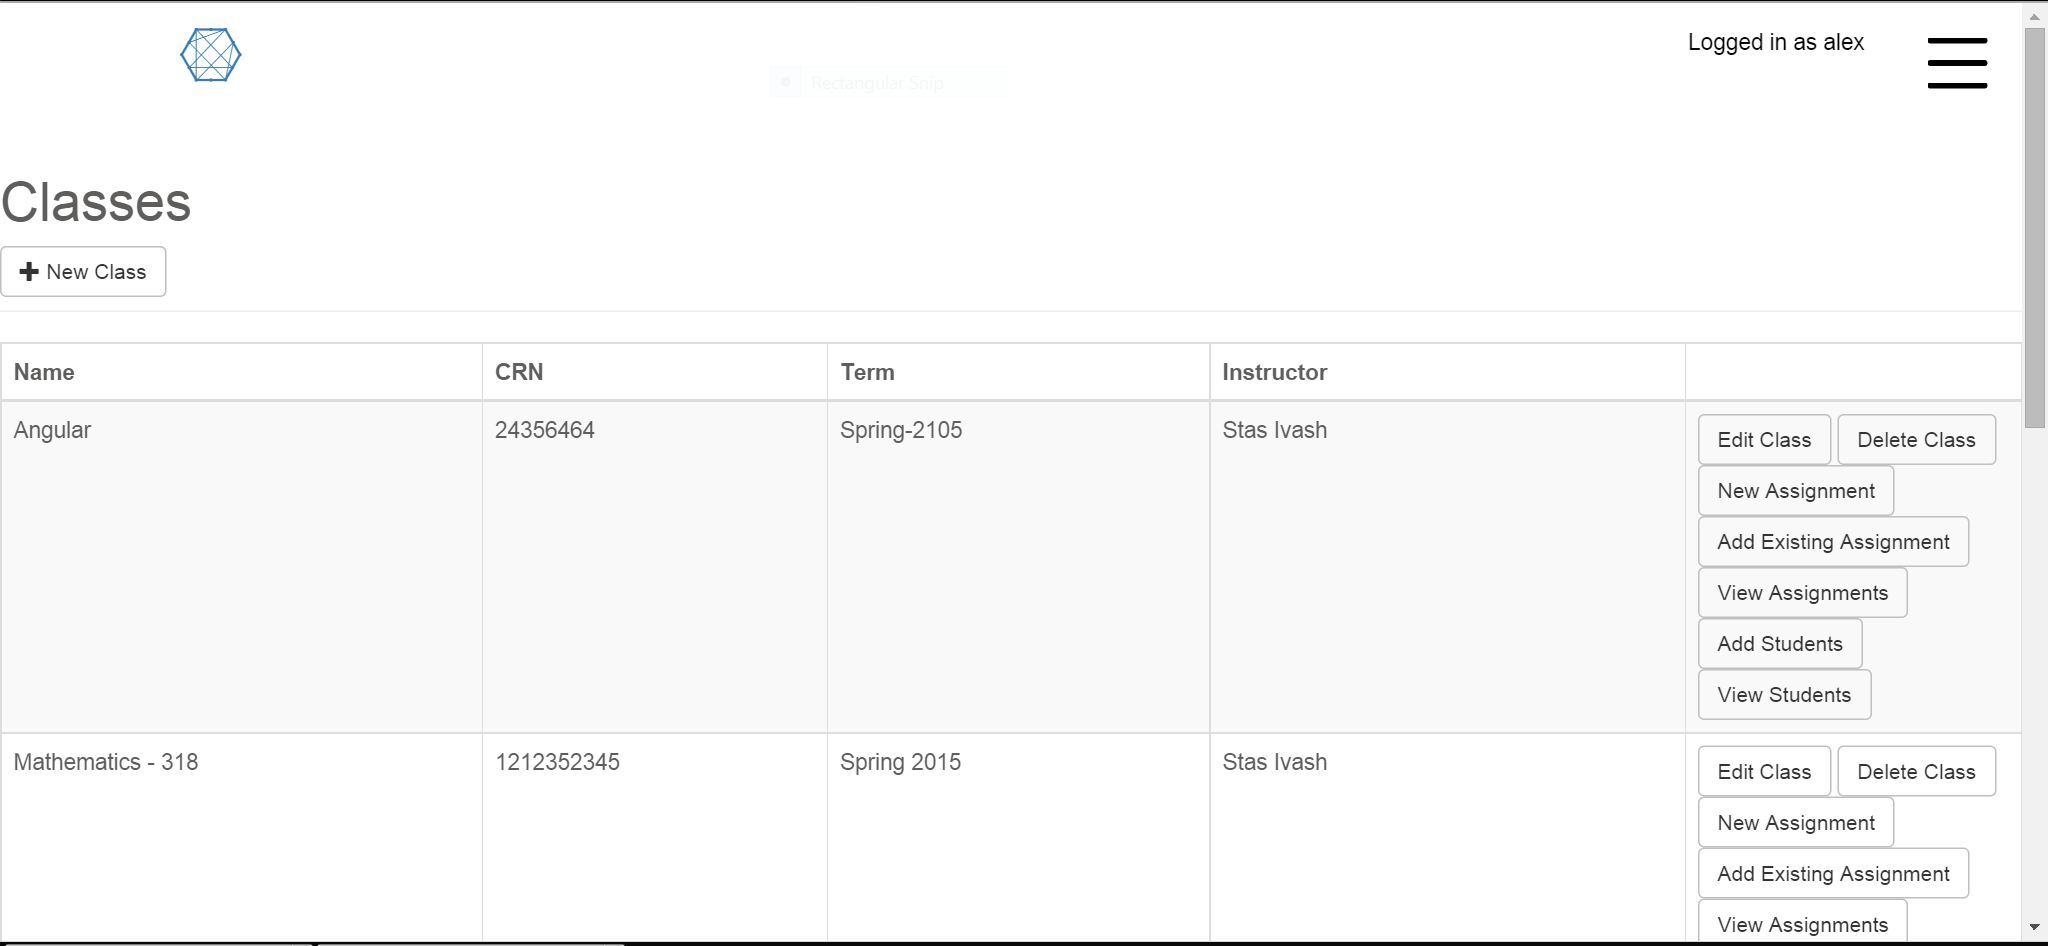 Logged in as alex
Rectangular Snip
Classes
New Class
Name CRN Term Instructor
Angular 24356464 Spring-2105 Stas Ivash
Edit Class Delete Class
New Assignment
Add Existing Assignment
View Assignments
Add Students
View Students
Mathematics - 318 1212352345 Spring 2015 Stas Ivash
Edit Class Delete Class
New Assignment
Add Existing Assignment
View Assignments